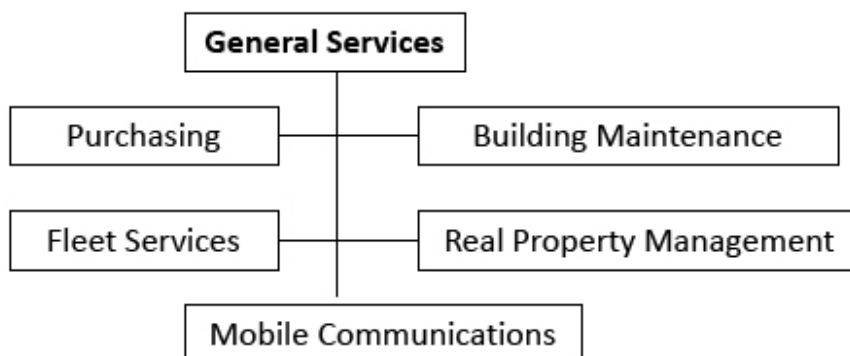 General Services
Purchasing
Building Maintenance
Fleet Services
Real Property Management
Mobile Communications